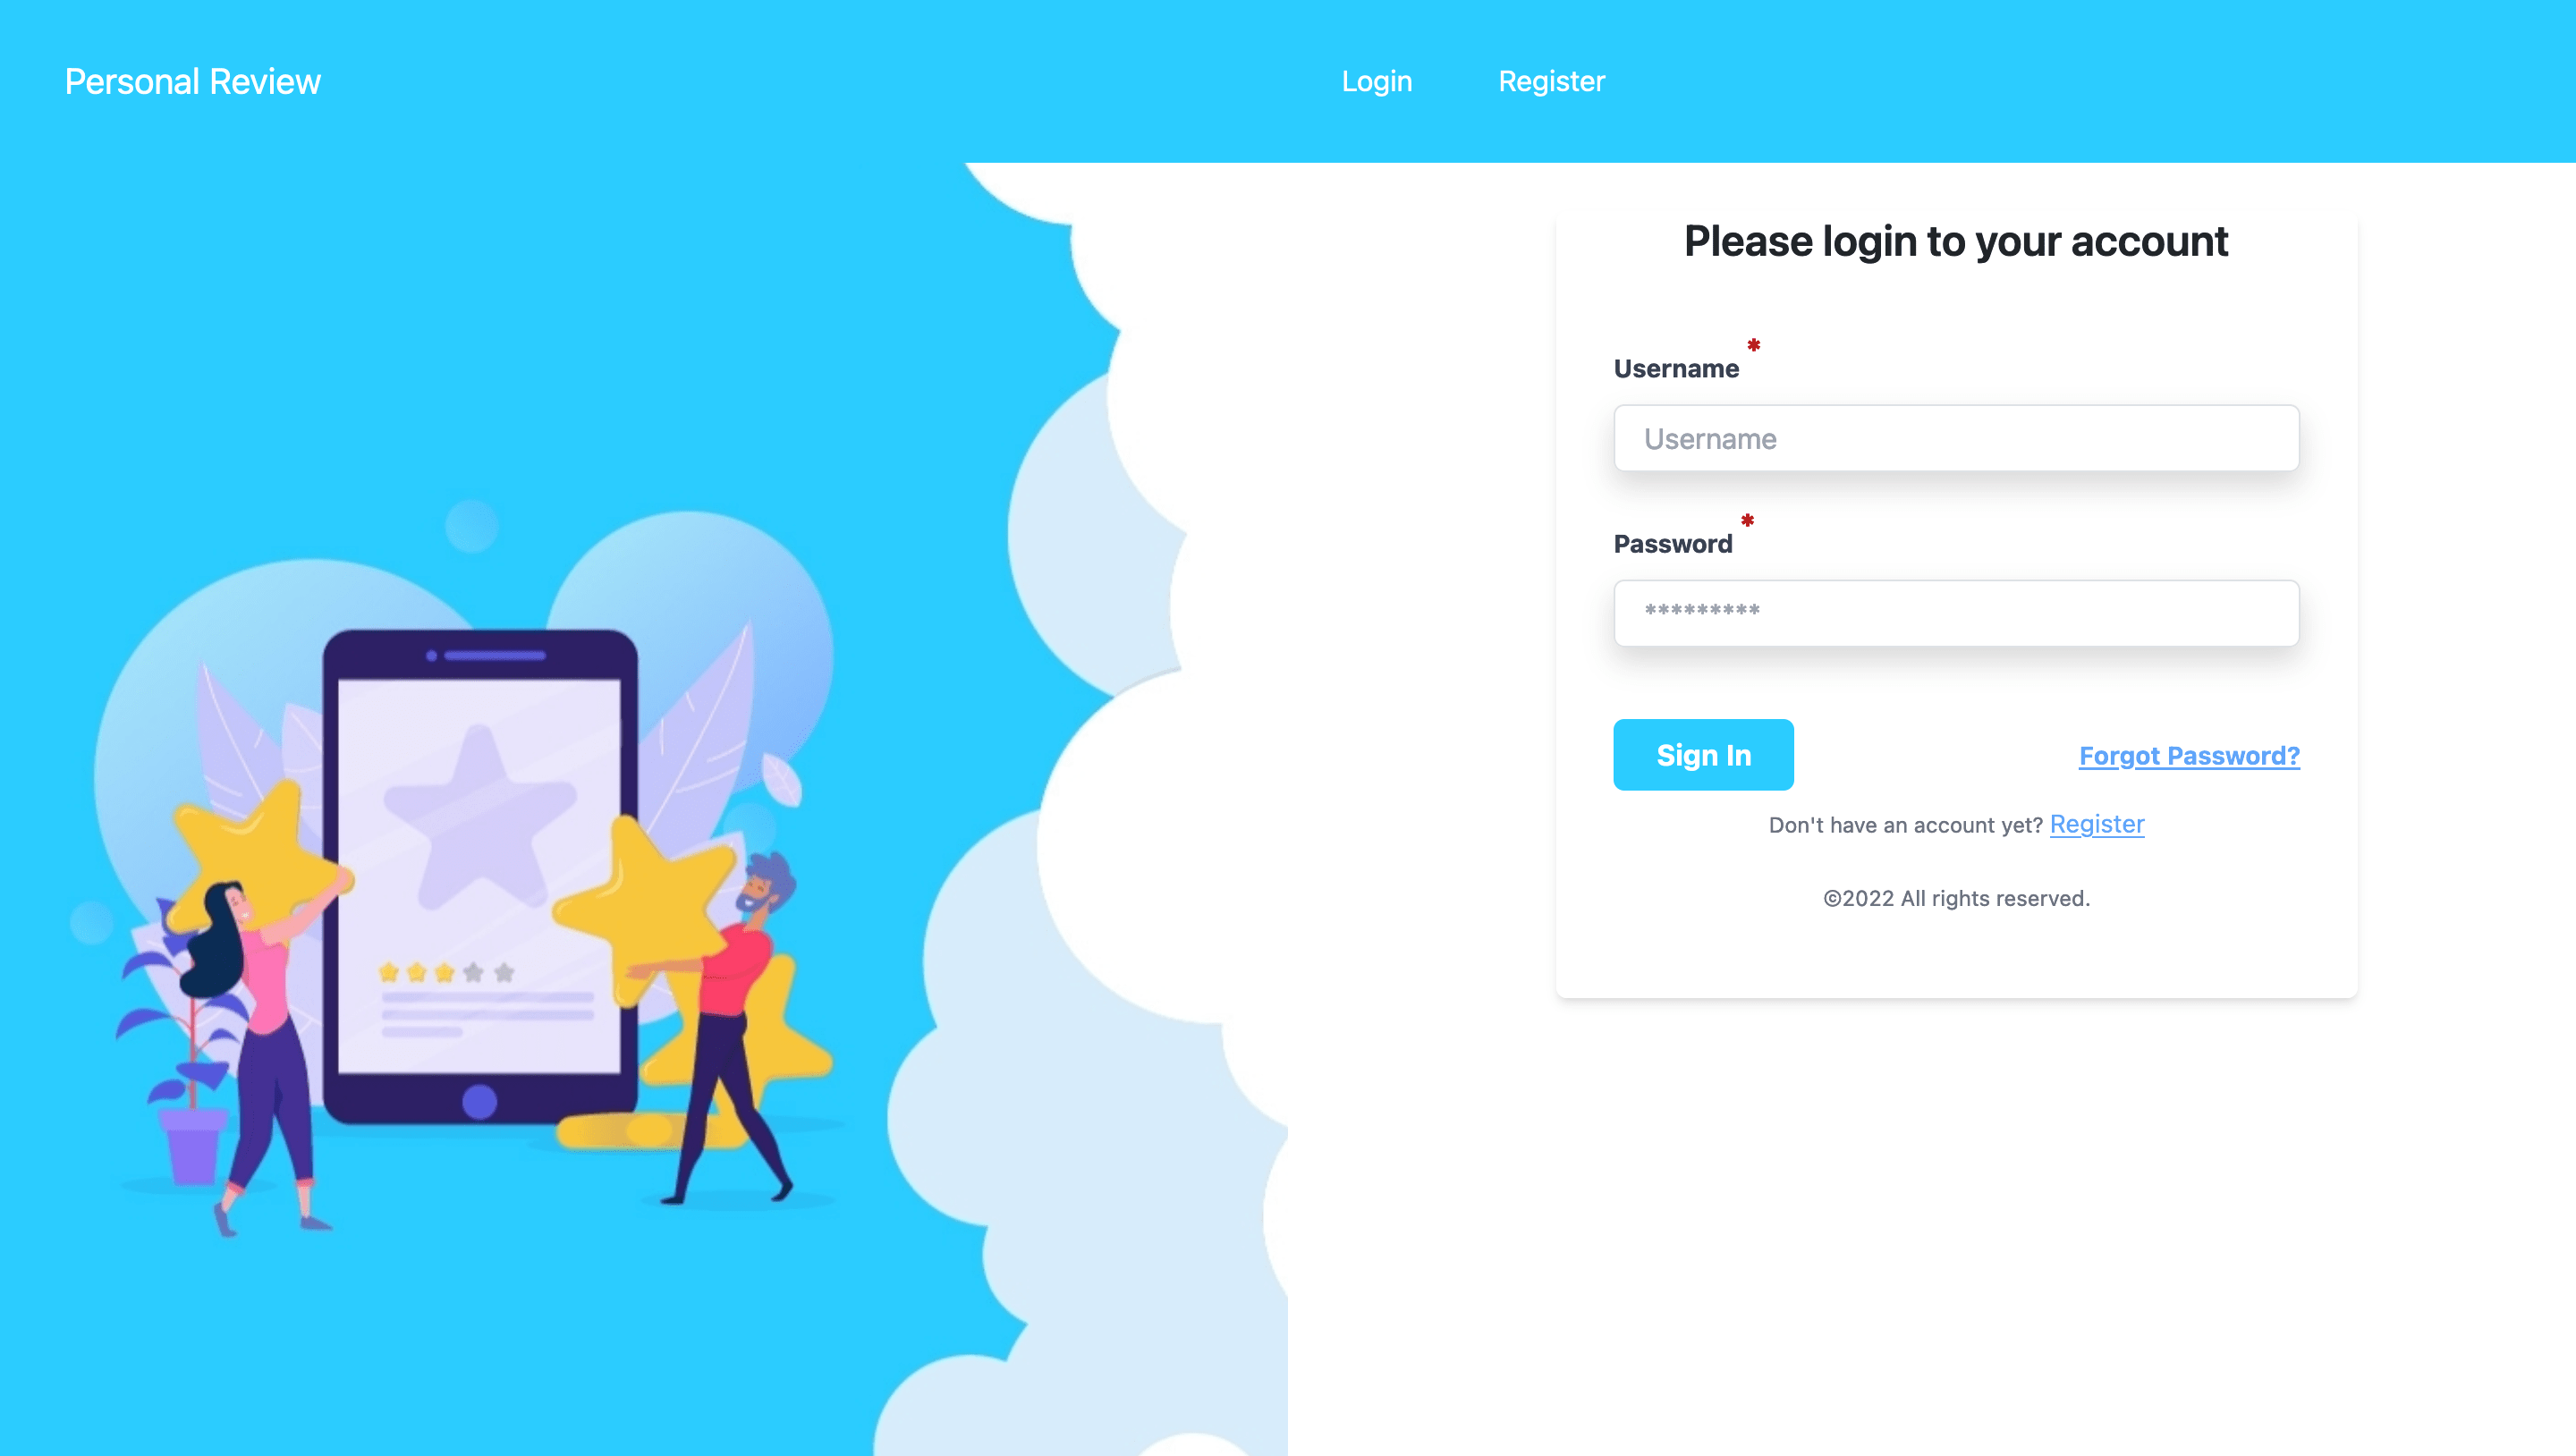 Personal Review
Login
Register
Please login to your account
Username *
Username
Password *
*********
Sign In
Forgot Password?
Don't have an account yet? Register
©2022 All rights reserved.